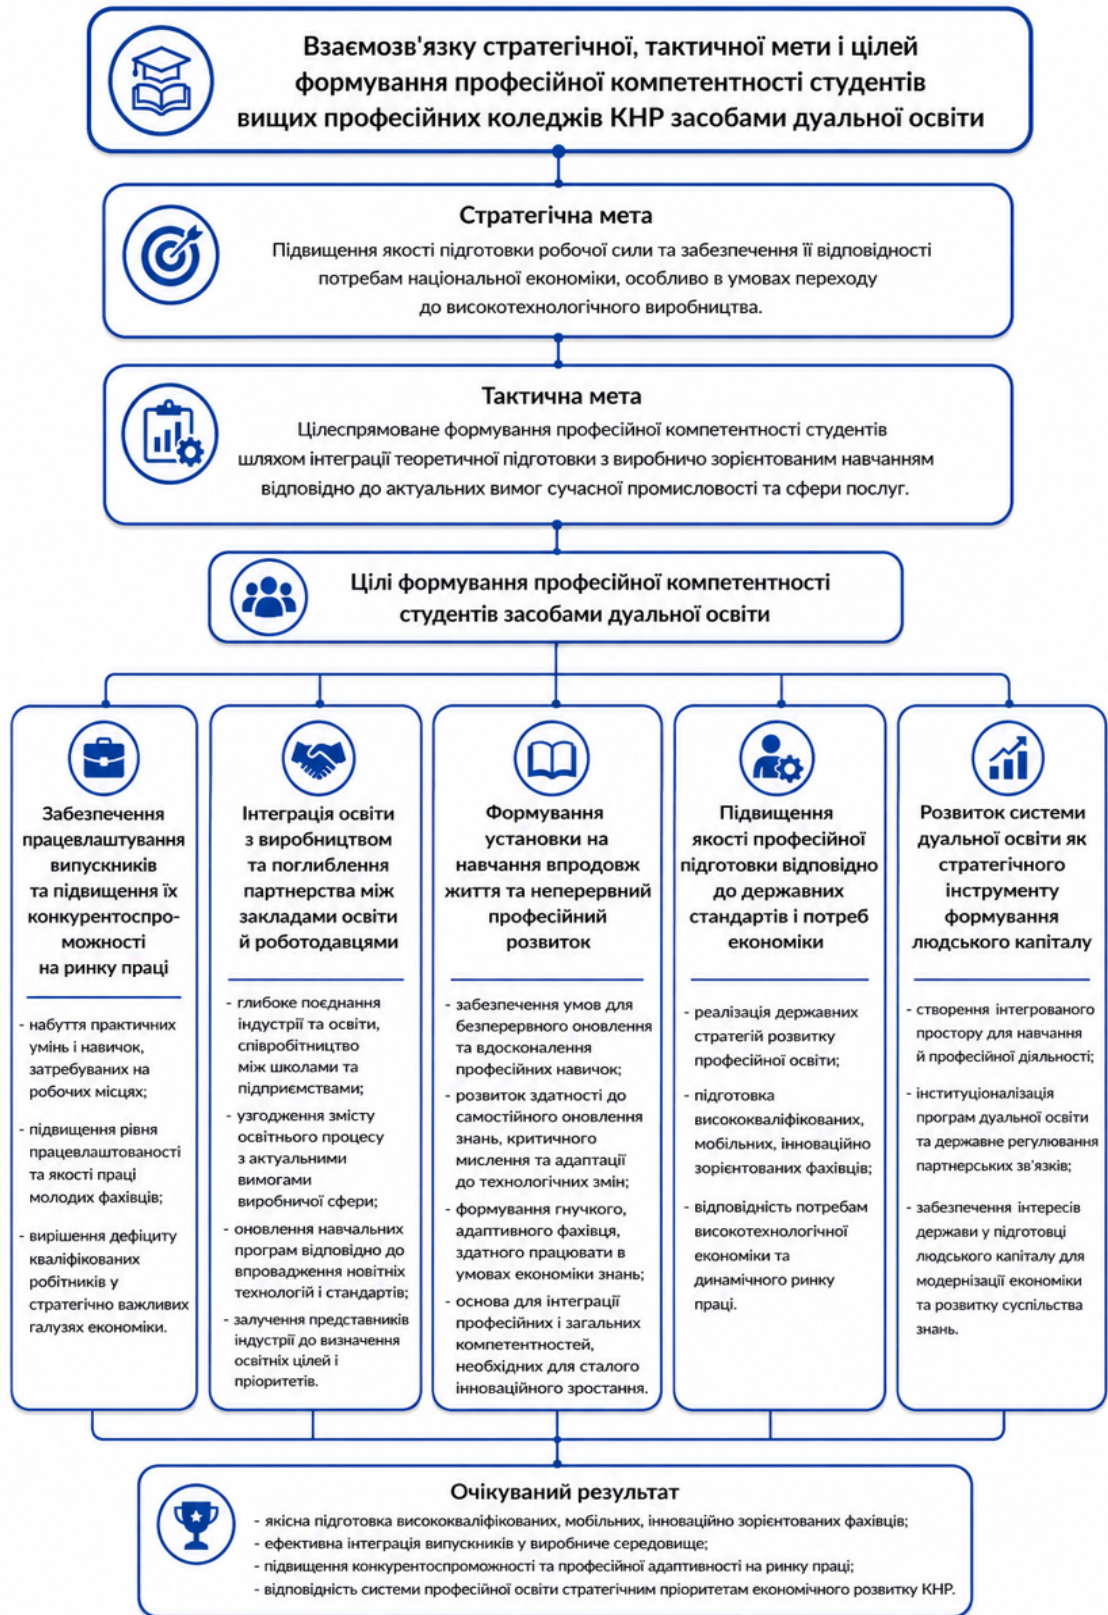 Взаємозв'язку стратегічної, тактичної мети і цілей
формування професійної компетентності студентів
вищих професійних коледжів КНР засобами дуальної освіти
Стратегічна мета
Підвищення якості підготовки робочої сили та забезпечення її відповідності
потребам національної економіки, особливо в умовах переходу
до високотехнологічного виробництва.
Тактична мета
Цілеспрямоване формування професійної компетентності студентів
шляхом інтеграції теоретичної підготовки з виробничо зорієнтованим навчанням
відповідно до актуальних вимог сучасної промисловості та сфери послуг.
Цілі формування професійної компетентності
студентів засобами дуальної освіти
Забезпечення
працевлаштування
випускників
та підвищення їх
конкурентоспро-
можності
на ринку праці
- набуття практичних
умінь і навичок,
затребуваних на
робочих місцях;
- підвищення рівня
працевлаштованості
та якості праці
молодих фахівців;
- вирішення дефіциту
кваліфікованих
робітників у
стратегічно важливих
галузях економіки.
Інтеграція освіти
з виробництвом
та поглиблення
партнерства між
закладами освіти
й роботодавцями
- глибоке поєднання
індустрії та освіти,
співробітництво
між школами та
підприємствами;
- узгодження змісту
освітнього процесу
з актуальними
вимогами
виробничої сфери;
- оновлення навчальних
програм відповідно до
впровадження новітніх
технологій і стандартів;
- залучення представників
індустрії до визначення
освітніх цілей і
пріоритетів.
Формування
установки на
навчання впродовж
життя та неперервний
професійний
розвиток
- забезпечення умов для
безперервного оновлення
та вдосконалення
професійних навичок;
- розвиток здатності до
самостійного оновлення
знань, критичного
мислення та адаптації
до технологічних змін;
- формування гнучкого,
адаптивного фахівця,
здатного працювати в
умовах економіки знань;
- основа для інтеграції
професійних і загальних
компетентностей,
необхідних для сталого
інноваційного зростання.
Підвищення
якості професійної
підготовки відповідно
до державних
стандартів і потреб
економіки
- реалізація державних
стратегій розвитку
професійної освіти;
- підготовка
висококваліфікованих,
мобільних, інноваційно
зорієнтованих фахівців;
- відповідність потребам
високотехнологічної
економіки та
динамічного ринку
праці.
Розвиток системи
дуальної освіти як
стратегічного
інструменту
формування
людського капіталу
- створення інтегрованого
простору для навчання
й професійної діяльності;
- інституціоналізація
програм дуальної освіти
та державне регулювання
партнерських зв'язків;
- забезпечення інтересів
держави у підготовці
людського капіталу для
модернізації економіки
та розвитку суспільства
знань.
Очікуваний результат
- якісна підготовка висококваліфікованих, мобільних, інноваційно зорієнтованих фахівців;
- ефективна інтеграція випускників у виробниче середовище;
- підвищення конкурентоспроможності та професійної адаптивності на ринку праці;
- відповідність системи професійної освіти стратегічним пріоритетам економічного розвитку КНР.